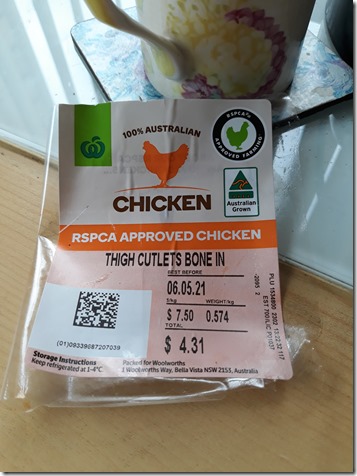 100% AUSTRALIAN
CHICKEN
RSPCA
APPROVED FARMING
Australian
Grown
RSPCA APPROVED CHICKEN
THIGH CUTLETS BONE IN
BEST BEFORE
06.05.21
$/kg WEIGHT/kg
$ 7.50 0.574
TOTAL
$ 4.31
(01)09339687207039
Storage Instructions
Keep refrigerated at 1-4°C
Packed for Woolworths
1 Woolworths Way, Bella Vista NSW 2153, Australia